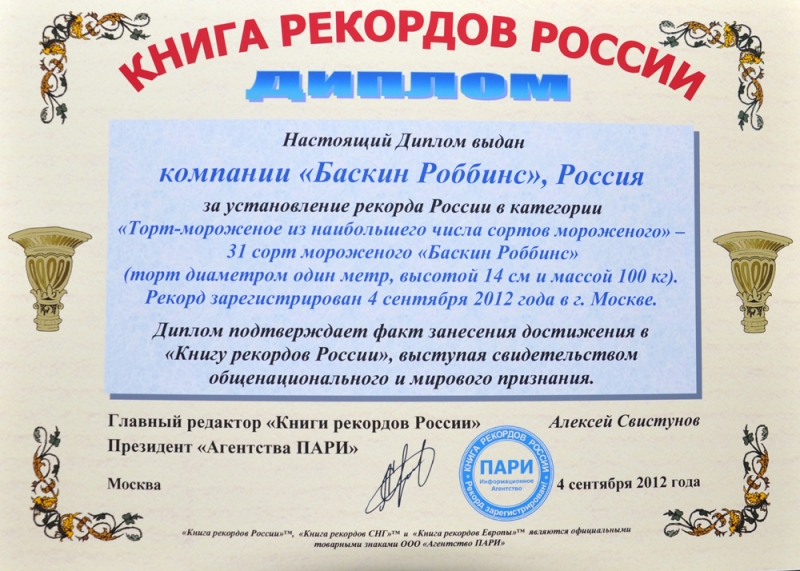 КНИГА РЕКОРДОВ РОССИИ
ДИПЛОМ
Настоящий Диплом выдан
компании «Баскин Роббинс», Россия
за установление рекорда России в категории
«Торт-мороженое из наибольшего числа сортов мороженого» –
31 сорт мороженого «Баскин Роббинс»
(торт диаметром один метр, высотой 14 см и массой 100 кг).
Рекорд зарегистрирован 4 сентября 2012 года в г. Москве.
Диплом подтверждает факт занесения достижения в
«Книгу рекордов России», выступая свидетельством
общенационального и мирового признания.
Главный редактор «Книги рекордов России» Алексей Свистунов
Президент «Агентства ПАРИ»
КНИГА РЕКОРДОВ РОССИИ
ПАРИ
Информационное
Агентство
Рекорд зарегистрирован!
Москва 4 сентября 2012 года
«Книга рекордов России»™, «Книга рекордов СНГ»™ и «Книга рекордов Европы»™ являются официальными
товарными знаками ООО «Агентство ПАРИ»